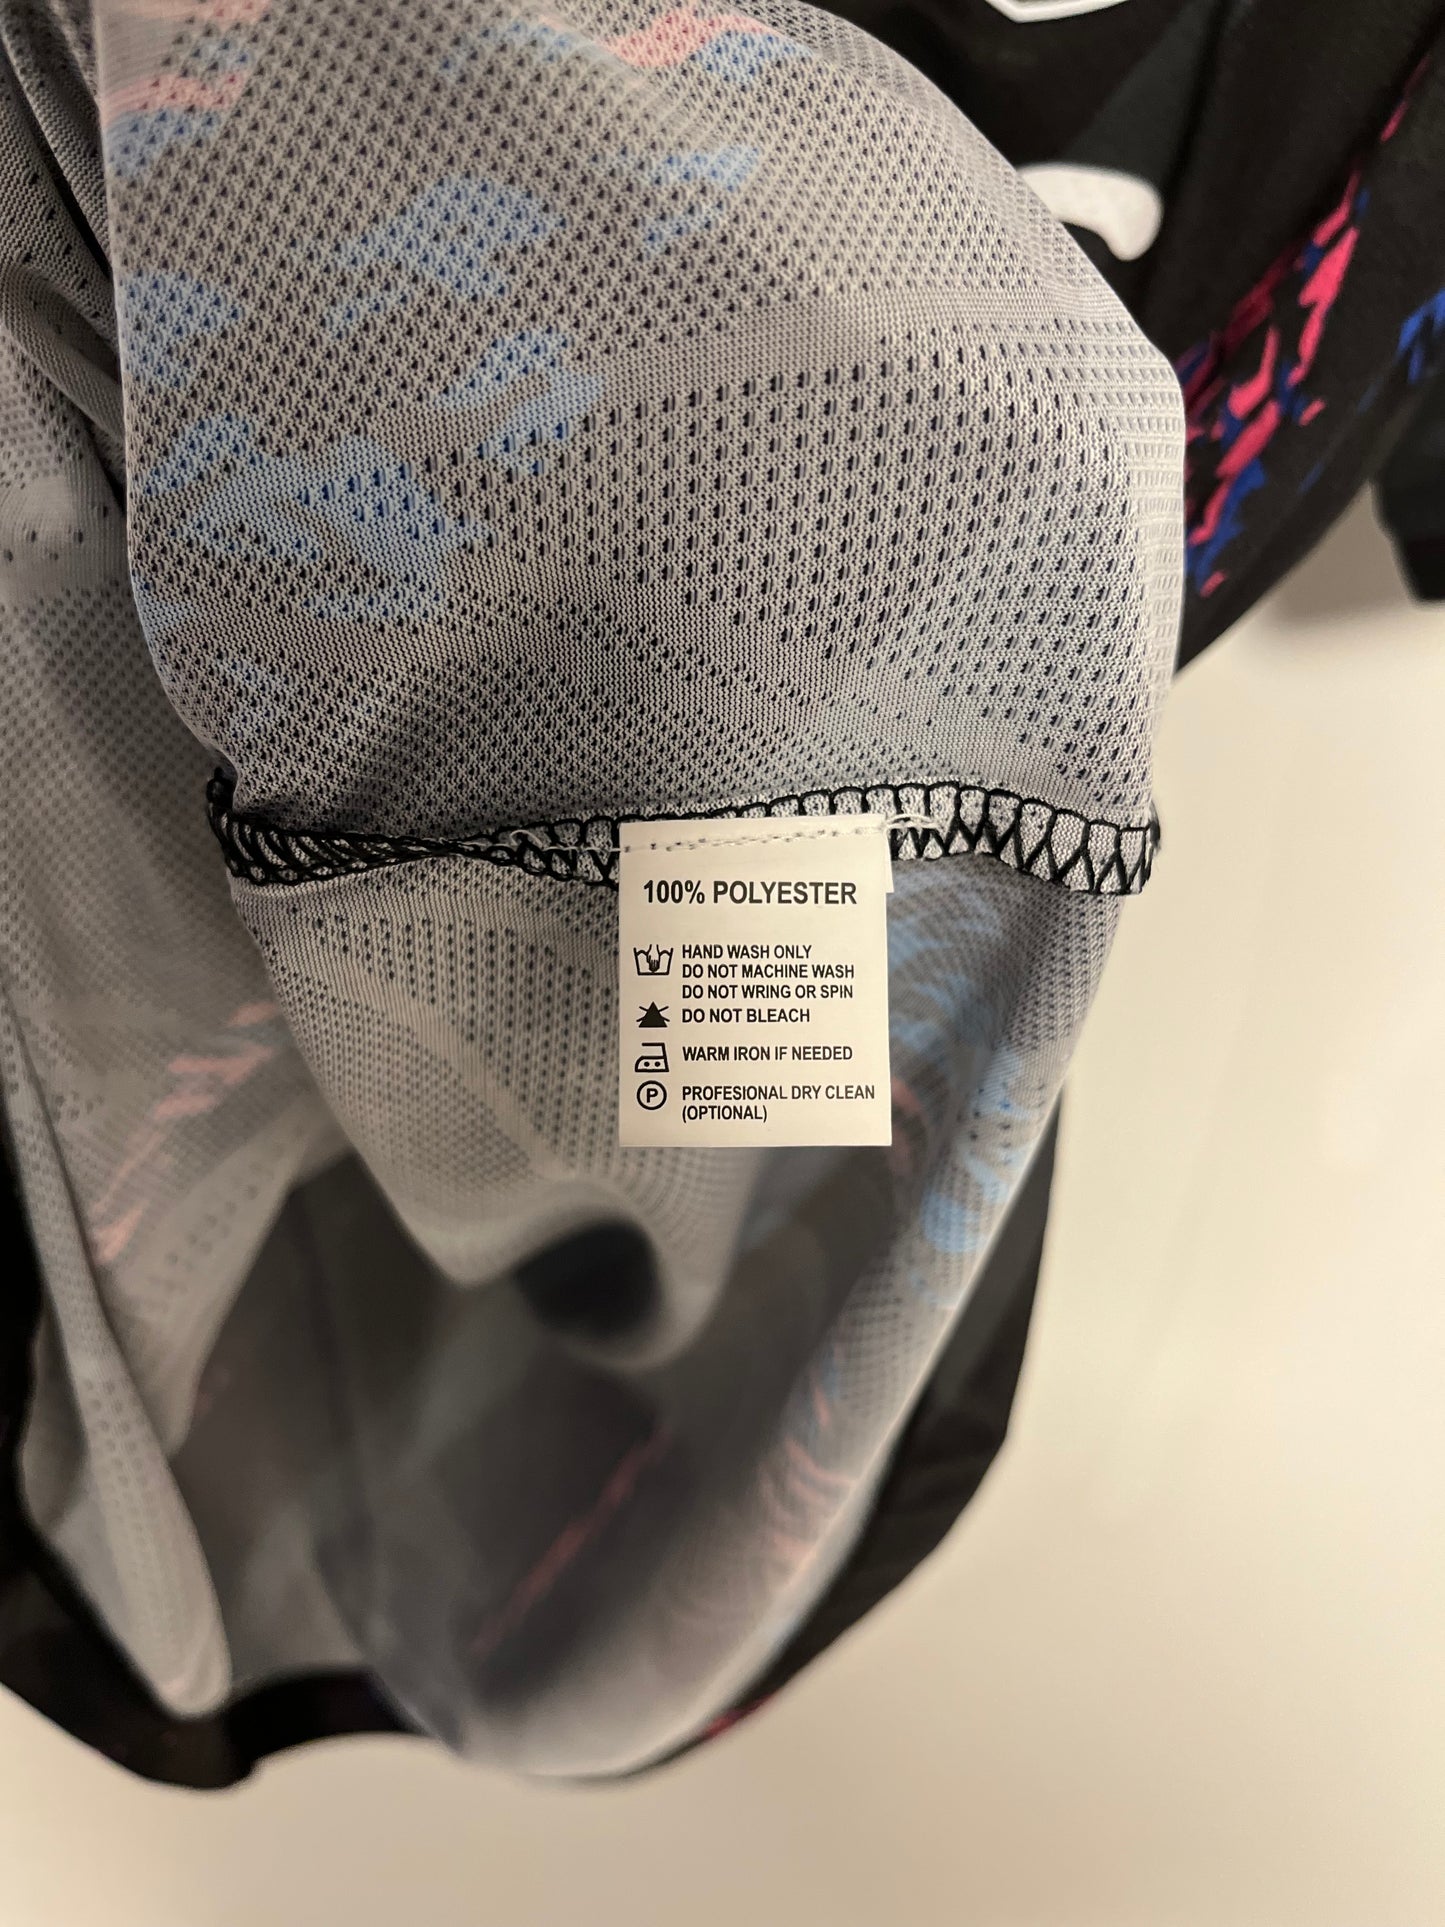 100% POLYESTER
HAND WASH ONLY
DO NOT MACHINE WASH
DO NOT WRING OR SPIN
DO NOT BLEACH
WARM IRON IF NEEDED
P PROFESIONAL DRY CLEAN
(OPTIONAL)